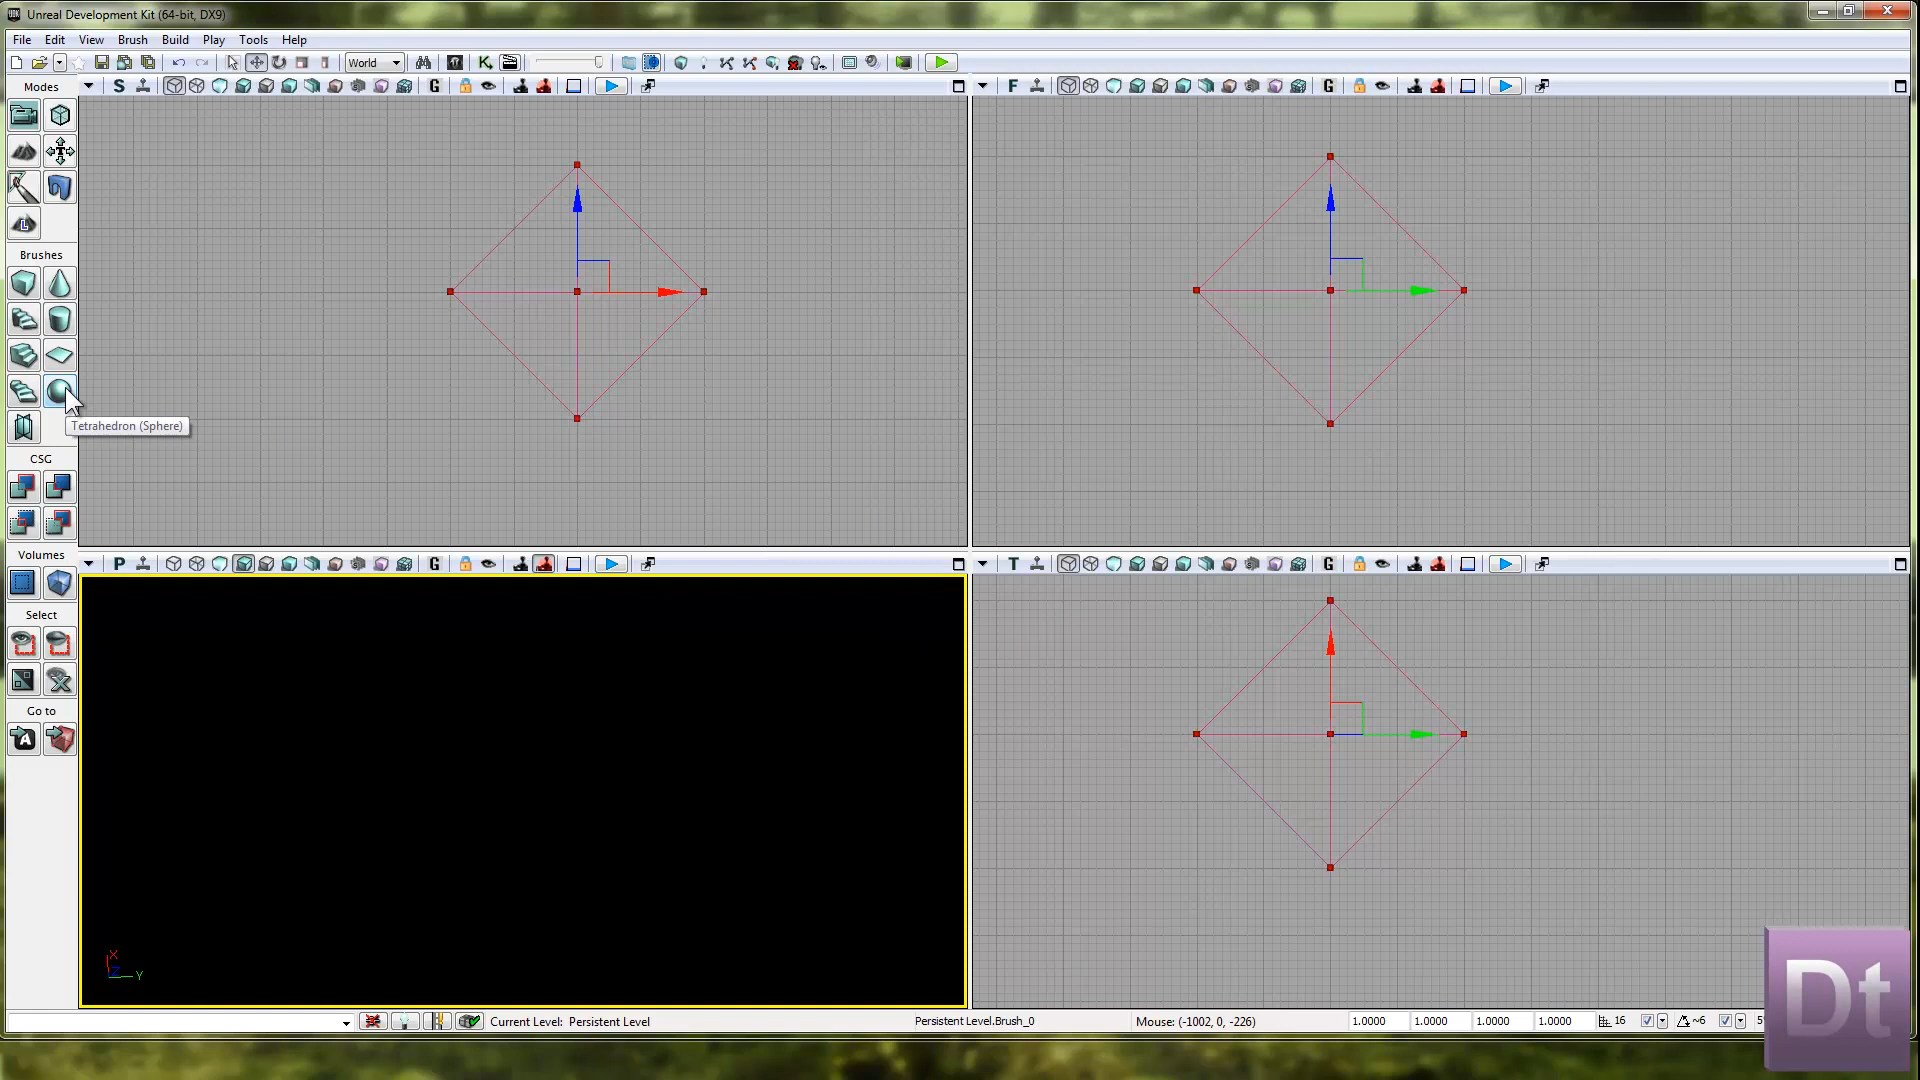 UDK Unreal Development Kit (64-bit, DX9)
File Edit View Brush Build Play Tools Help
World
Modes
S G
F G
L
Brushes
Tetrahedron (Sphere)
CSG
Volumes
P G
T G
Select
Go to
A
X
Z Y
Current Level: Persistent Level
Persistent Level.Brush_0
Mouse: (-1002, 0, -226)
1.0000 1.0000 1.0000 1.0000
16
~6
Dt